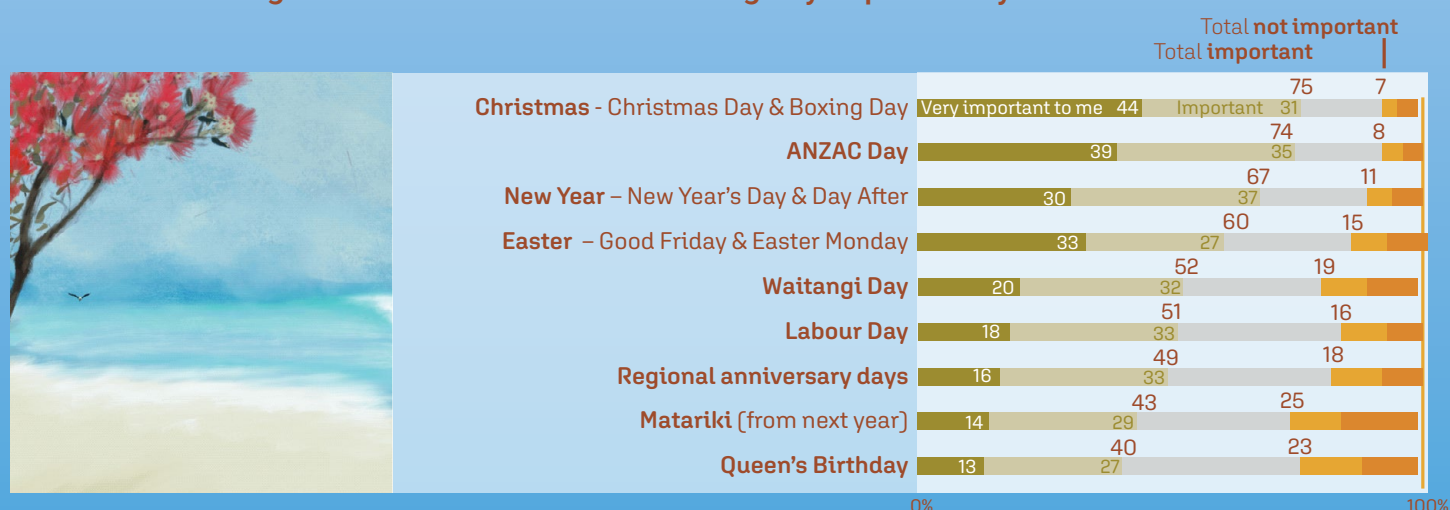 Total not important
Total important
75 7
Christmas - Christmas Day & Boxing Day Very important to me 44 Important 31
74 8
ANZAC Day 39 35
67 11
New Year – New Year's Day & Day After 30 37
60 15
Easter – Good Friday & Easter Monday 33 27
52 19
Waitangi Day 20 32
51 16
Labour Day 18 33
49 18
Regional anniversary days 16 33
43 25
Matariki (from next year) 14 29
40 23
Queen's Birthday 13 27
0% 100%